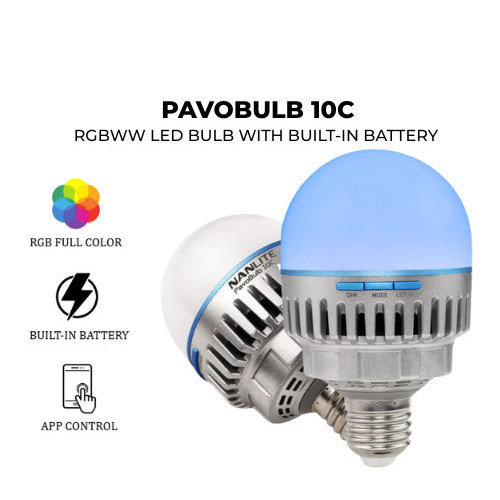 PAVOBULB 10C
RGBWW LED BULB WITH BUILT-IN BATTERY
RGB FULL COLOR
BUILT-IN BATTERY
APP CONTROL
NANLITE
PavoBulb 10C
DIM MODE